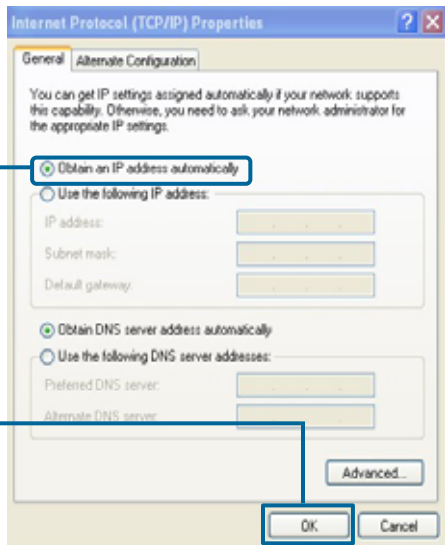 Internet Protocol (TCP/IP) Properties
General
Alternate Configuration
You can get IP settings assigned automatically if your network supports
this capability. Otherwise, you need to ask your network administrator for
the appropriate IP settings.
Obtain an IP address automatically
Use the following IP address:
IP address:
Subnet mask:
Default gateway:
Obtain DNS server address automatically
Use the following DNS server addresses:
Preferred DNS server:
Alternate DNS server:
Advanced...
OK
Cancel